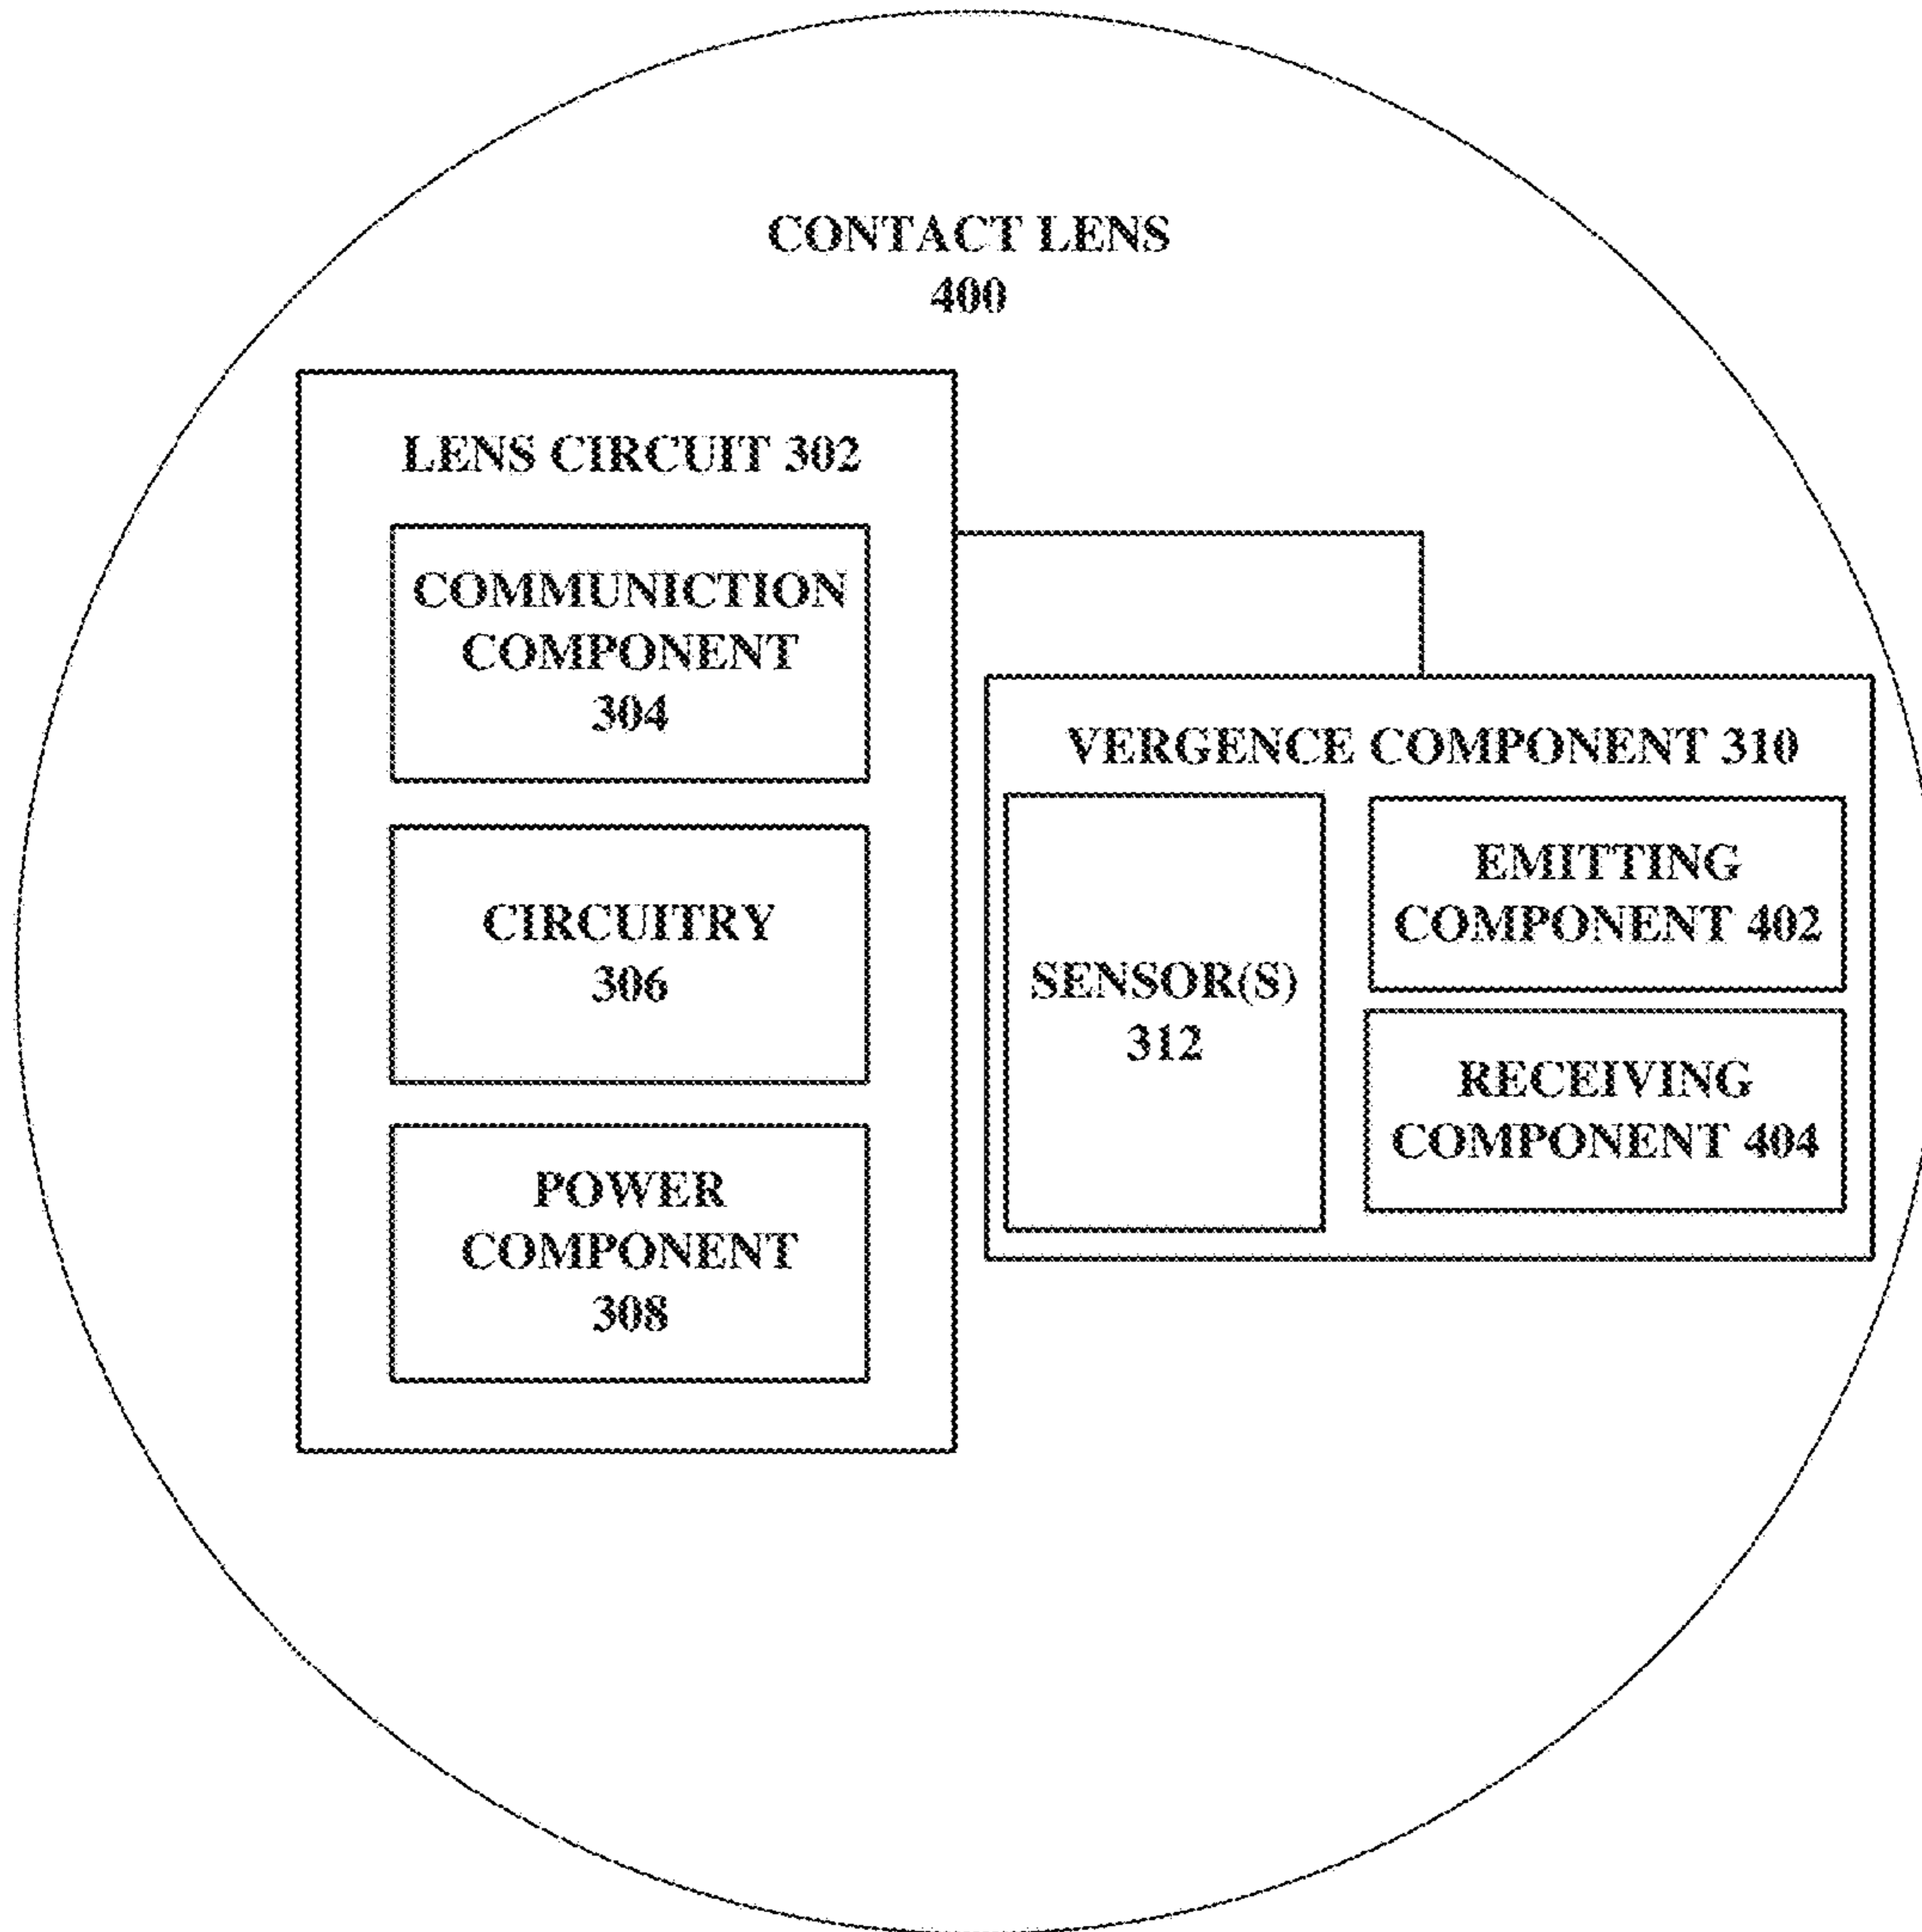 CONTACT LENS
400
LENS CIRCUIT 302
COMMUNICTION
COMPONENT
304
CIRCUITRY
306
POWER
COMPONENT
308
VERGENCE COMPONENT 310
SENSOR(S)
312
EMITTING
COMPONENT 402
RECEIVING
COMPONENT 404